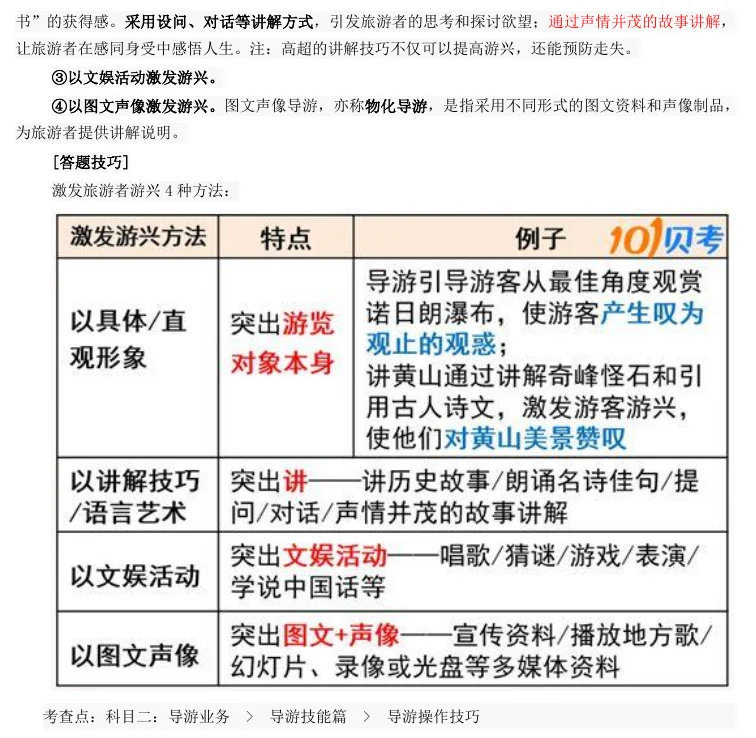 书”的获得感。采用设问、对话等讲解方式，引发旅游者的思考和探讨欲望；通过声情并茂的故事讲解，
让旅游者在感同身受中感悟人生。注：高超的讲解技巧不仅可以提高游兴，还能预防走失。
③以文娱活动激发游兴。
④以图文声像激发游兴。图文声像导游，亦称物化导游，是指采用不同形式的图文资料和声像制品，
为旅游者提供讲解说明。
[答题技巧]
激发旅游者游兴 4 种方法：
激发游兴方法 特点 例子 101贝考
以具体/直
观形象
突出游览
对象本身
导游引导游客从最佳角度观赏
诺日朗瀑布，使游客产生叹为
观止的观惑；
讲黄山通过讲解奇峰怪石和引
用古人诗文，激发游客游兴，
使他们对黄山美景赞叹
以讲解技巧
/语言艺术
突出讲——讲历史故事/朗诵名诗佳句/提
问/对话/声情并茂的故事讲解
以文娱活动
突出文娱活动——唱歌/猜谜/游戏/表演/
学说中国话等
以图文声像
突出图文+声像——宣传资料/播放地方歌/
幻灯片、录像或光盘等多媒体资料
考查点：科目二：导游业务 > 导游技能篇 > 导游操作技巧